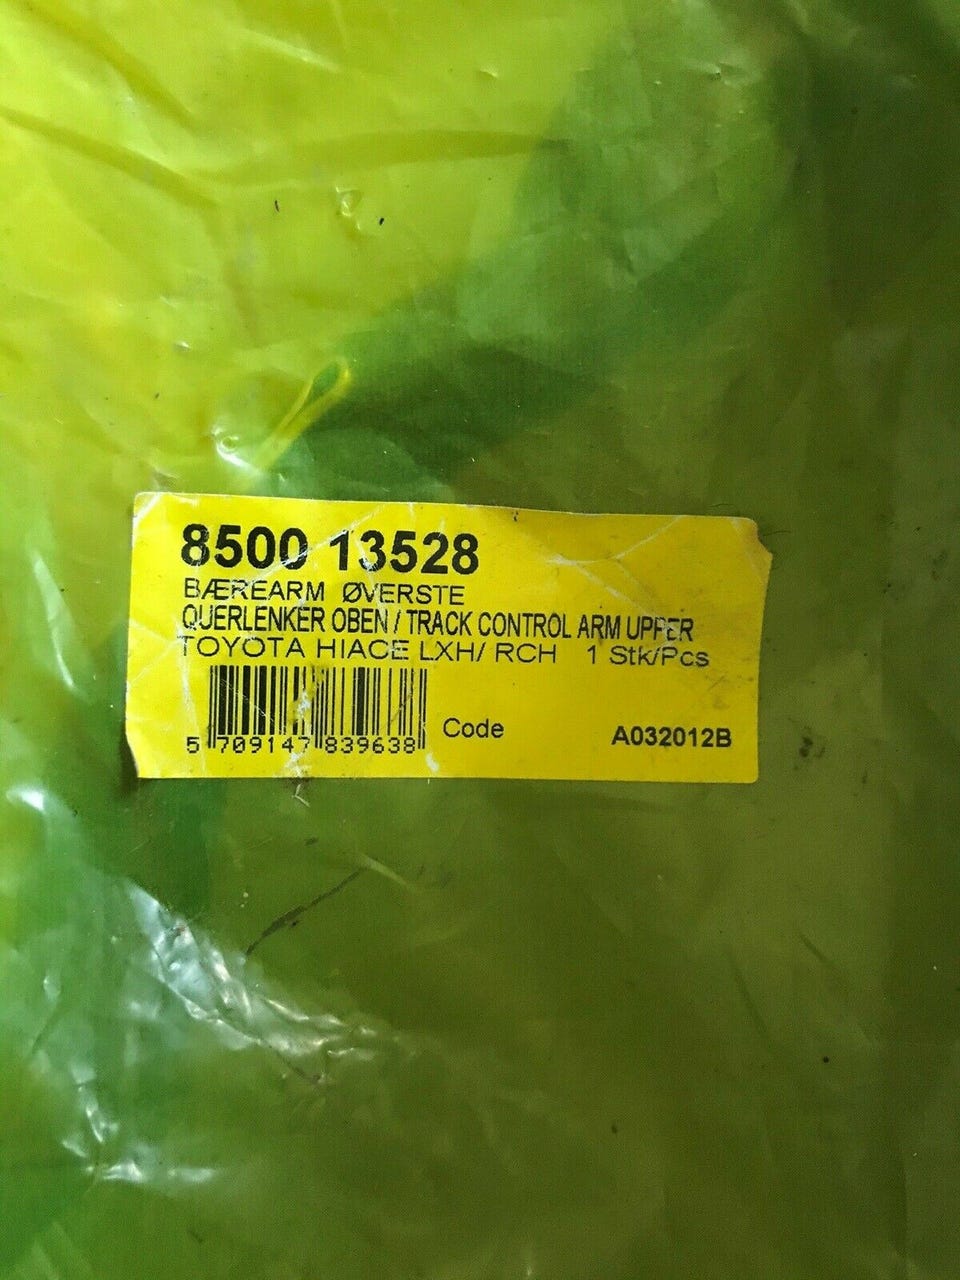 8500 13528
BÆREARM ØVERSTE
QUERLENKER OBEN / TRACK CONTROL ARM UPPER
TOYOTA HIACE LXH/ RCH 1 Stk/Pcs
5 709147 839638 Code A032012B